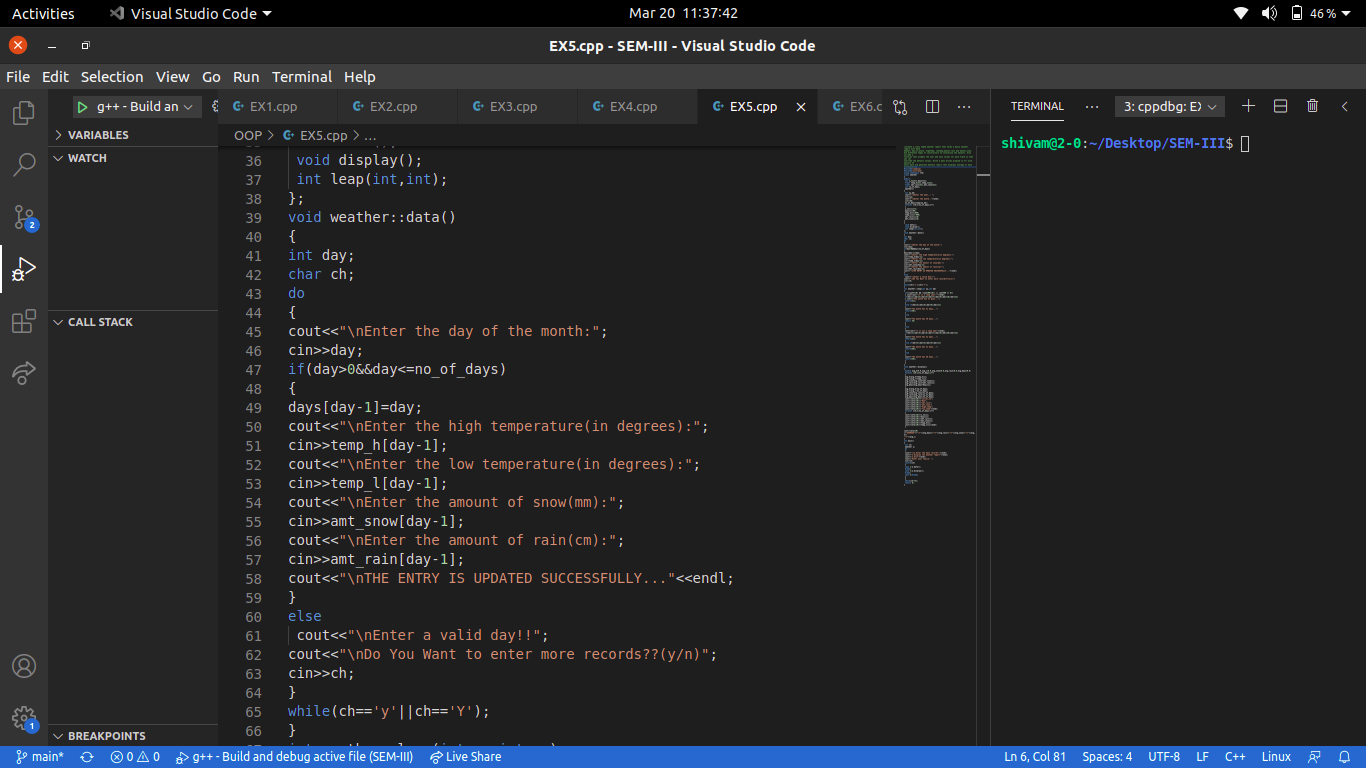 Activities
Visual Studio Code
Mar 20 11:37:42
46 %
EX5.cpp - SEM-III - Visual Studio Code
File Edit Selection View Go Run Terminal Help
g++ - Build an
EX1.cpp
EX2.cpp
EX3.cpp
EX4.cpp
EX5.cpp
EX6.c
TERMINAL
3: cppdbg: EX
VARIABLES
WATCH
CALL STACK
BREAKPOINTS
2
1
OOP > EX5.cpp > ...
36 void display();
37 int leap(int,int);
38 };
39 void weather::data()
40 {
41 int day;
42 char ch;
43 do
44 {
45 cout<<"\nEnter the day of the month:";
46 cin>>day;
47 if(day>0&&day<=no_of_days)
48 {
49 days[day-1]=day;
50 cout<<"\nEnter the high temperature(in degrees):";
51 cin>>temp_h[day-1];
52 cout<<"\nEnter the low temperature(in degrees):";
53 cin>>temp_l[day-1];
54 cout<<"\nEnter the amount of snow(mm):";
55 cin>>amt_snow[day-1];
56 cout<<"\nEnter the amount of rain(cm):";
57 cin>>amt_rain[day-1];
58 cout<<"\nTHE ENTRY IS UPDATED SUCCESSFULLY..."<<endl;
59 }
60 else
61 cout<<"\nEnter a valid day!!";
62 cout<<"\nDo You Want to enter more records??(y/n)";
63 cin>>ch;
64 }
65 while(ch=='y'||ch=='Y');
66 }
shivam@2-0:~/Desktop/SEM-III$
main*
0
0
g++ - Build and debug active file (SEM-III)
Live Share
Ln 6, Col 81
Spaces: 4
UTF-8
LF
C++
Linux